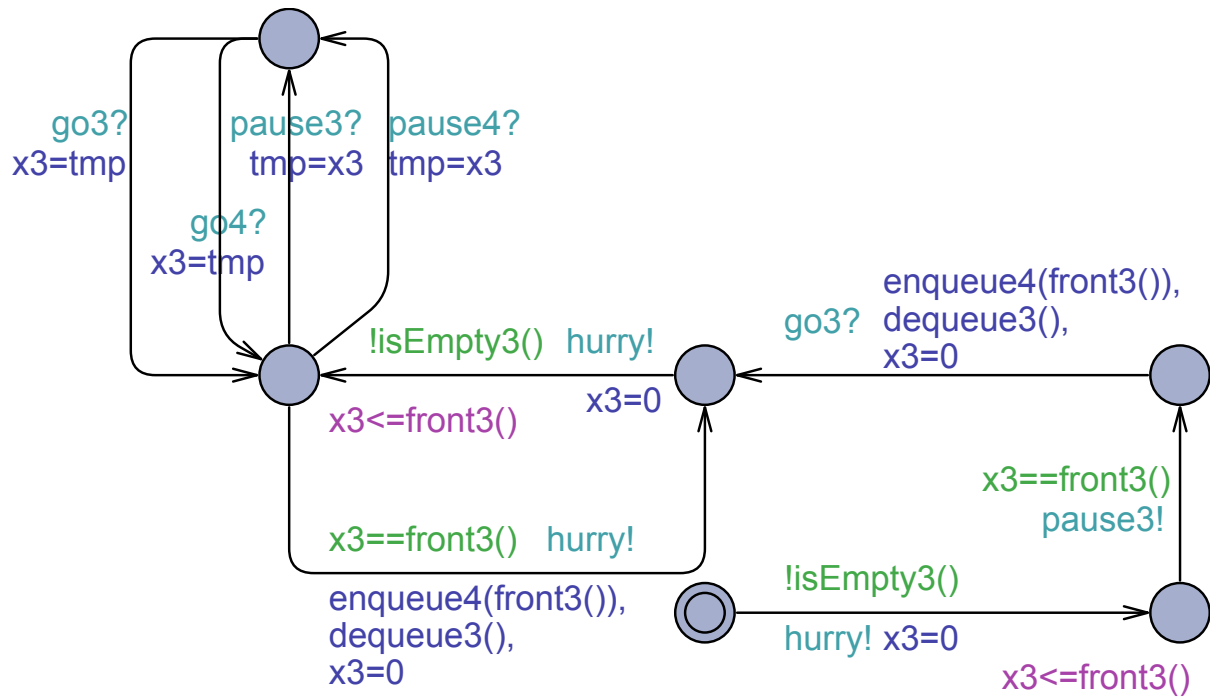 go3?
x3=tmp
pause3?
tmp=x3
pause4?
tmp=x3
go4?
x3=tmp
!isEmpty3() hurry!
x3=0
x3<=front3()
go3?
enqueue4(front3()),
dequeue3(),
x3=0
x3==front3()
pause3!
x3==front3() hurry!
enqueue4(front3()),
dequeue3(),
x3=0
!isEmpty3()
hurry! x3=0
x3<=front3()